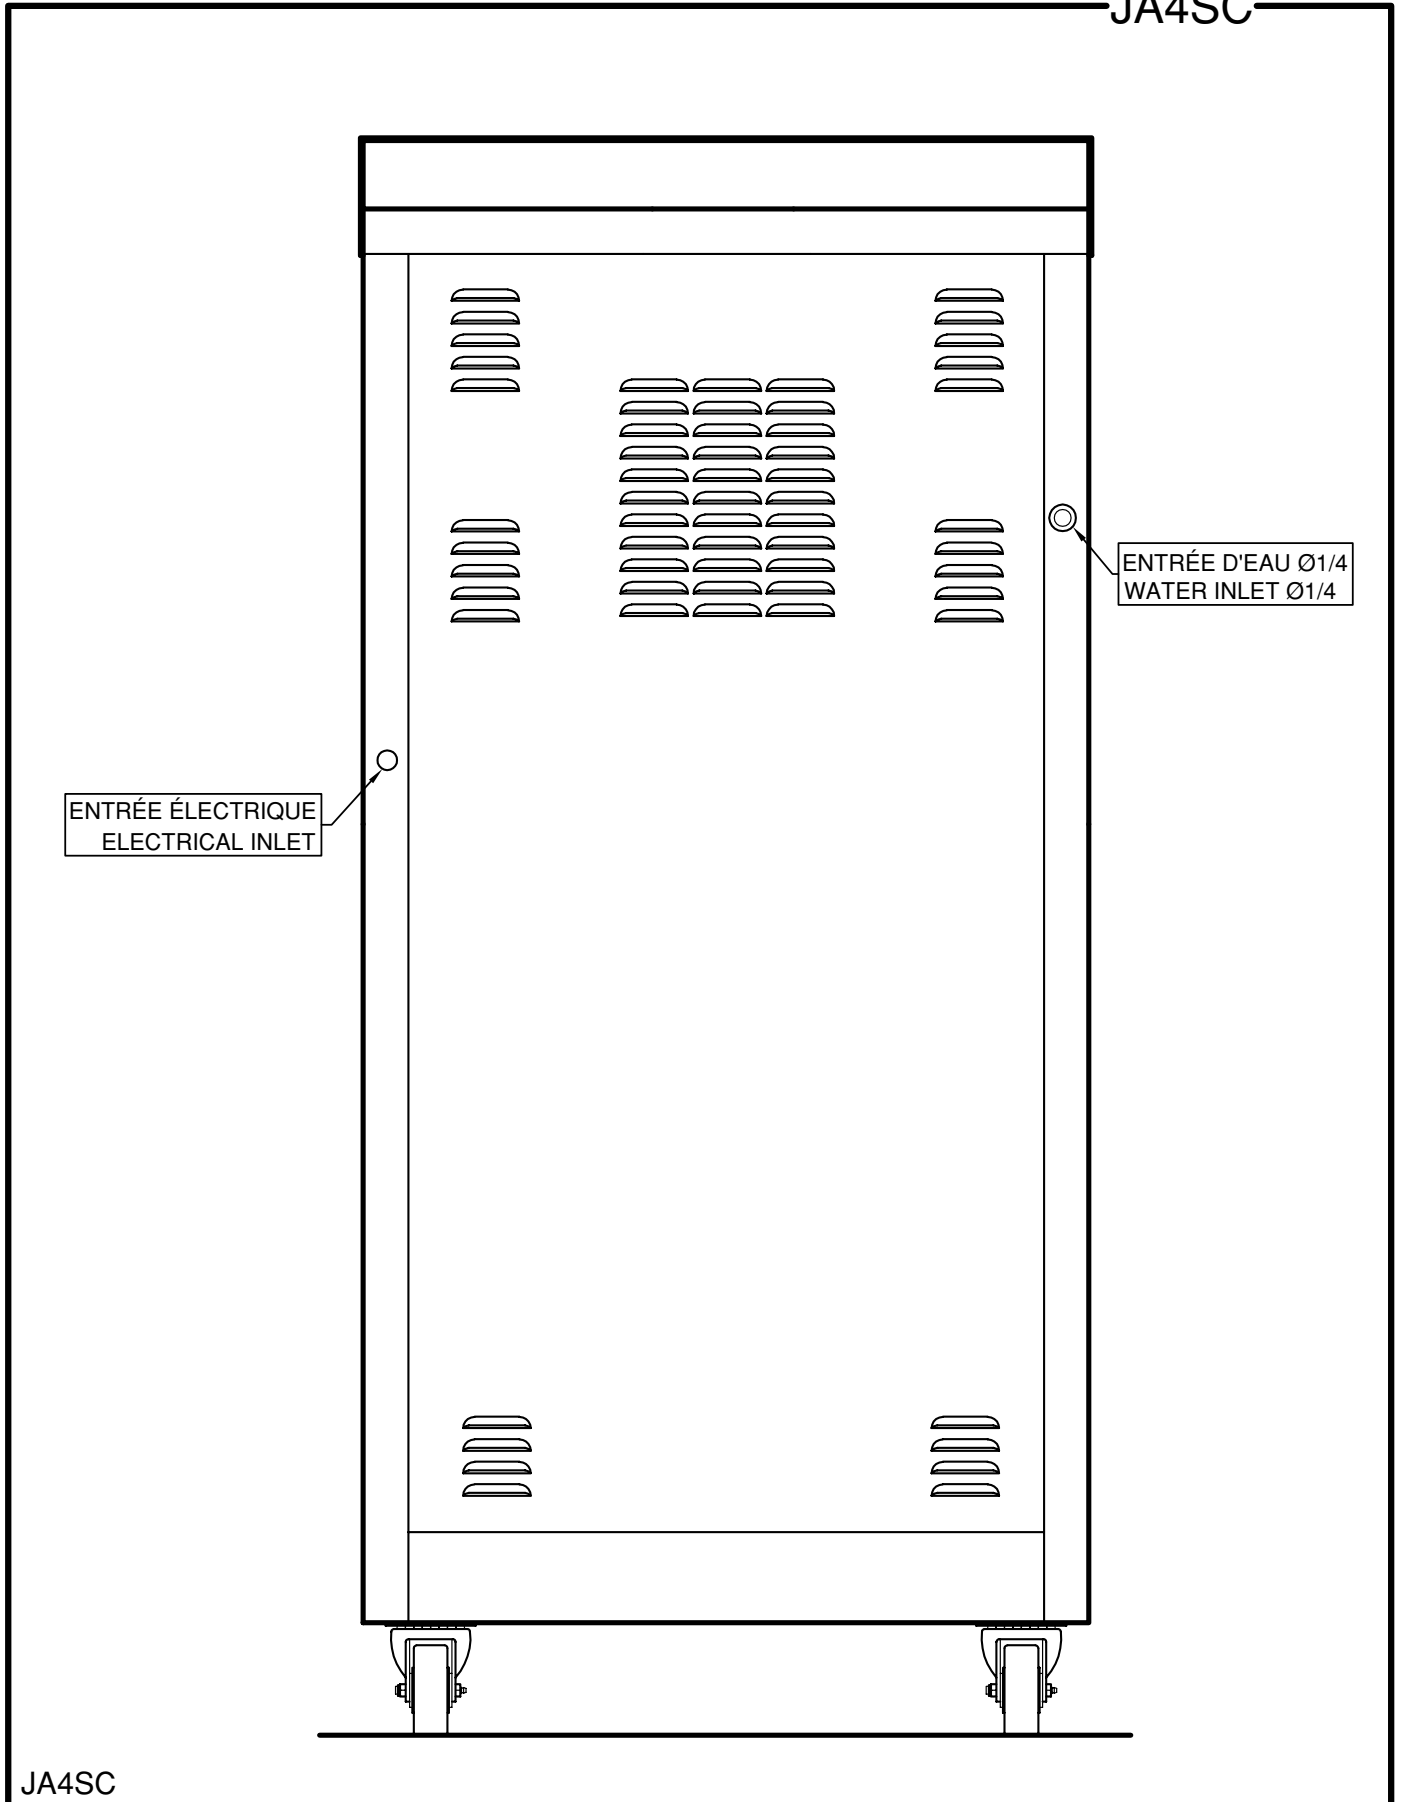 JA4SC
ENTRÉE D'EAU Ø1/4
WATER INLET Ø1/4
ENTRÉE ÉLECTRIQUE
ELECTRICAL INLET
JA4SC